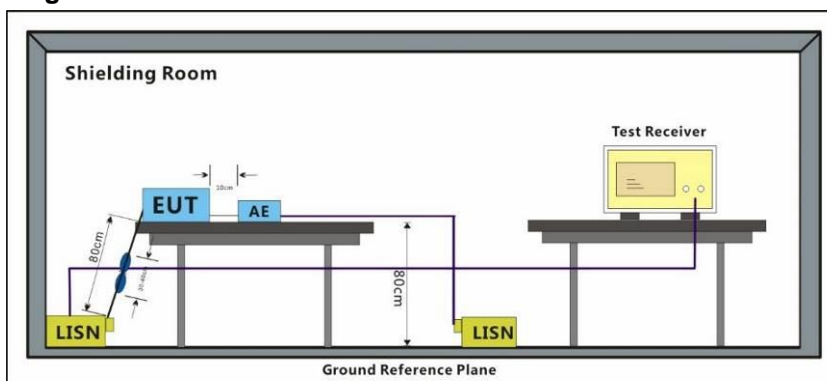 Shielding Room
Test Receiver
10cm
EUT
AE
80cm
80cm
LISN
LISN
Ground Reference Plane